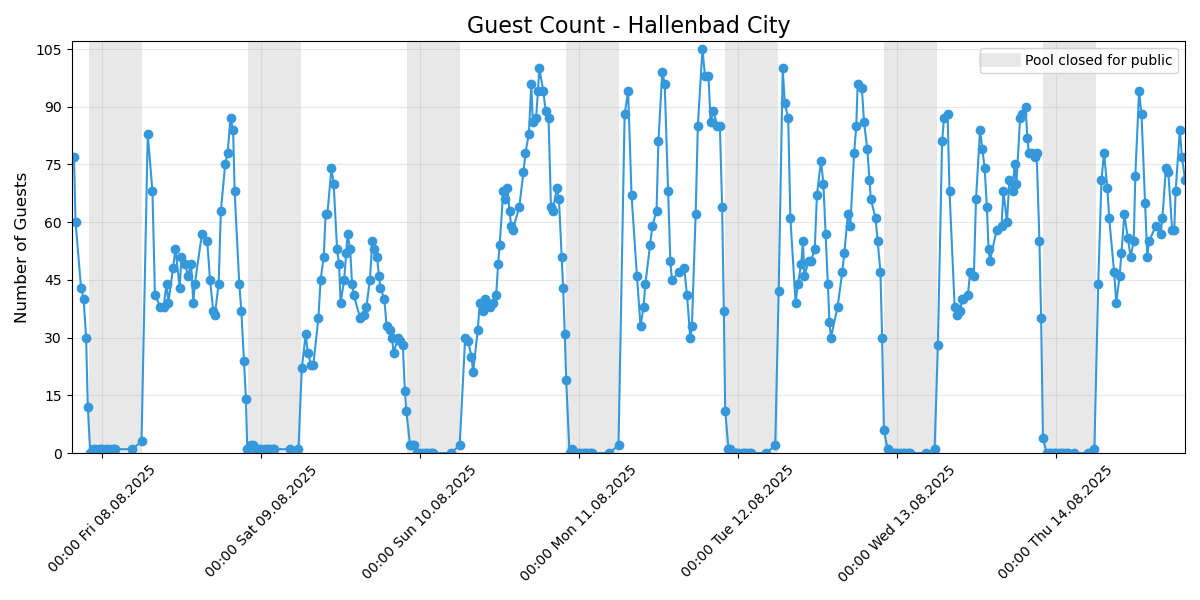 Guest Count - Hallenbad City
Pool closed for public
Number of Guests
105
90
75
60
45
30
15
0
00:00 Fri 08.08.2025
00:00 Sat 09.08.2025
00:00 Sun 10.08.2025
00:00 Mon 11.08.2025
00:00 Tue 12.08.2025
00:00 Wed 13.08.2025
00:00 Thu 14.08.2025